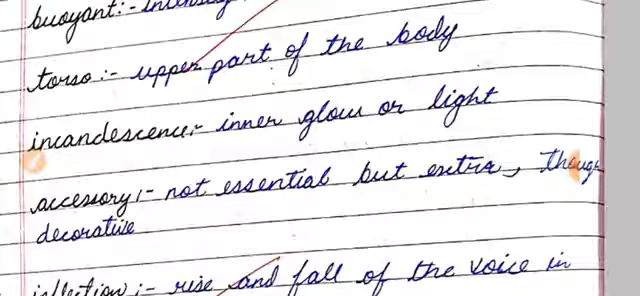 buoyant:- intensely
torso:- upper part of the body
incandescence:- inner glow or light
accessory:- not essential but extra, though
decorative
inflection:- rise and fall of the voice in